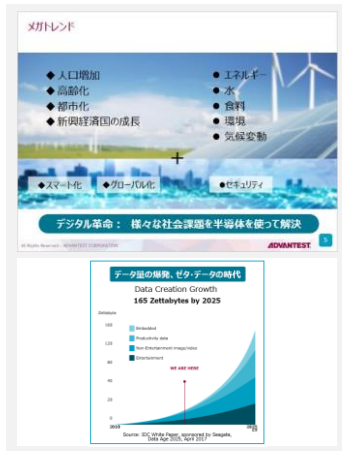 メガトレンド
◆ 人口増加
◆ 高齢化
◆ 都市化
◆ 新興経済国の成長
● エネルギー
● 水
● 食料
● 環境
● 気候変動
+
◆スマート化 ◆グローバル化 ●セキュリティ
デジタル革命： 様々な社会課題を半導体を使って解決
All Rights Reserved - ADVANTEST CORPORATION
ADVANTEST
5
データ量の爆発、ゼタ・データの時代
Data Creation Growth
165 Zettabytes by 2025
Zettabyte
Embedded
Productivity data
Non-Entertainment image/video
Entertainment
WE ARE HERE
0
2010
Source: IDC White Paper, sponsored by Seagate,
Data Age 2025, April 2017